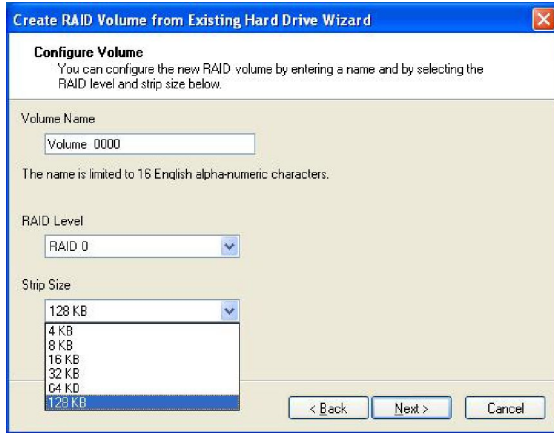 Create RAID Volume from Existing Hard Drive Wizard
Configure Volume
You can configure the new RAID volume by entering a name and by selecting the
RAID level and strip size below.
Volume Name
Volume 0000
The name is limited to 16 English alpha-numeric characters.
RAID Level
RAID 0
Strip Size
128 KB
4 KB
8 KB
16 KB
32 KB
64 KB
128 KB
< Back
Next >
Cancel